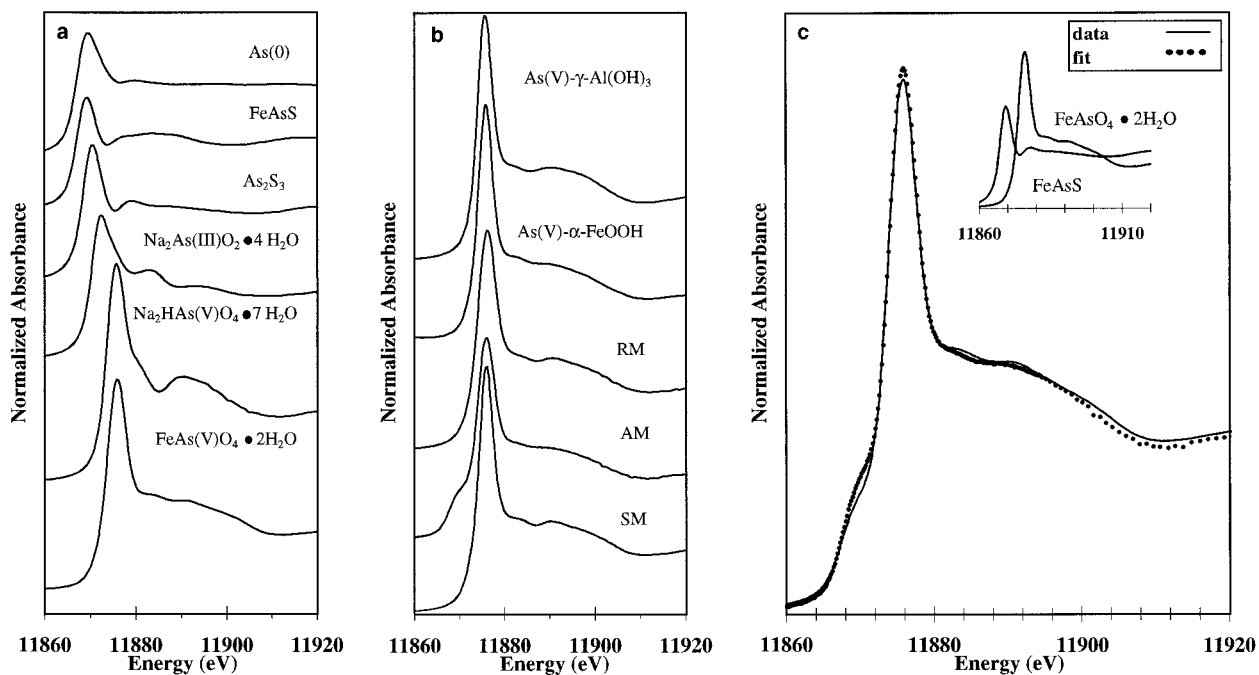 a
As(0)
FeAsS
As₂S₃
Na₂As(III)O₂ • 4 H₂O
Na₂HAs(V)O₄ • 7 H₂O
FeAs(V)O₄ • 2H₂O
Normalized Absorbance
11860 11880 11900 11920
Energy (eV)
b
As(V)-γ-Al(OH)₃
As(V)-α-FeOOH
RM
AM
SM
Normalized Absorbance
11860 11880 11900 11920
Energy (eV)
c
data
fit
FeAsO₄ • 2H₂O
FeAsS
11860 11910
Normalized Absorbance
11860 11880 11900 11920
Energy (eV)